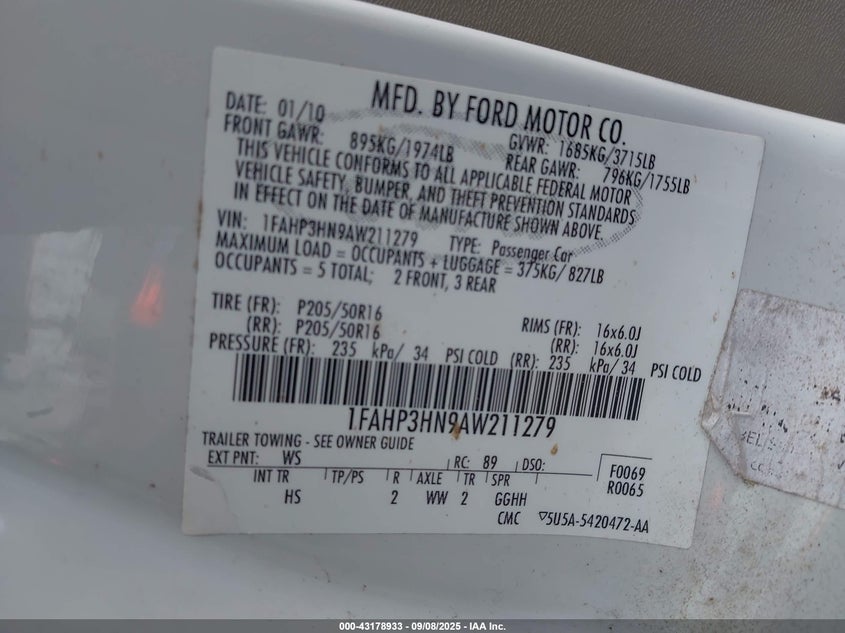 MFD. BY FORD MOTOR CO.
DATE: 01/10 GVWR: 1685KG/3715LB
FRONT GAWR: 895KG/1974LB REAR GAWR: 796KG/1755LB
THIS VEHICLE CONFORMS TO ALL APPLICABLE FEDERAL MOTOR
VEHICLE SAFETY, BUMPER, AND THEFT PREVENTION STANDARDS
IN EFFECT ON THE DATE OF MANUFACTURE SHOWN ABOVE.
VIN: 1FAHP3HN9AW211279 TYPE: Passenger Car
MAXIMUM LOAD = OCCUPANTS + LUGGAGE = 375KG/827LB
OCCUPANTS = 5 TOTAL; 2 FRONT, 3 REAR
TIRE (FR): P205/50R16 RIMS (FR): 16x6.0J
(RR): P205/50R16 (RR): 16x6.0J
PRESSURE (FR): 235 kPa/ 34 PSI COLD (RR): 235 kPa/ 34 PSI COLD
1FAHP3HN9AW211279
TRAILER TOWING - SEE OWNER GUIDE
EXT PNT: WS RC: 89 DSO: F0069
INT TR TP/PS R AXLE TR SPR R0065
HS 2 WW 2 GGHH
CMC ▽5U5A-5420472-AA
000-43178933 - 09/08/2025 - IAA Inc.